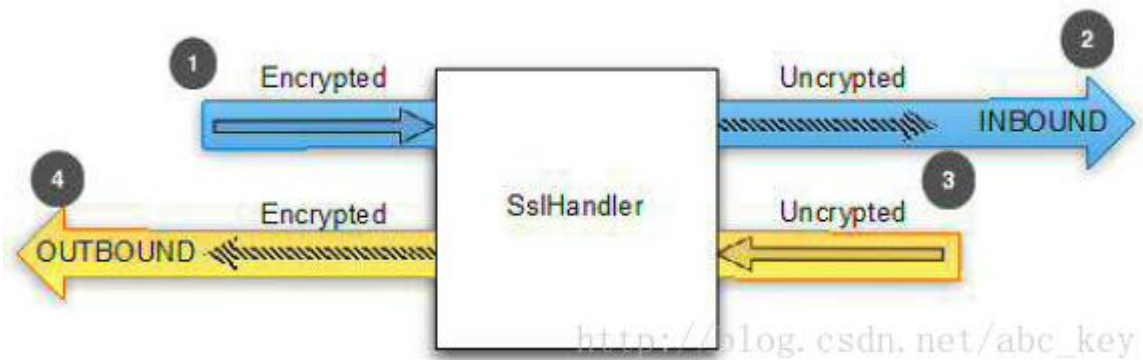 1
Encrypted
Uncrypted
2
INBOUND
SslHandler
4
OUTBOUND
Encrypted
Uncrypted
3
http://blog.csdn.net/abc_key